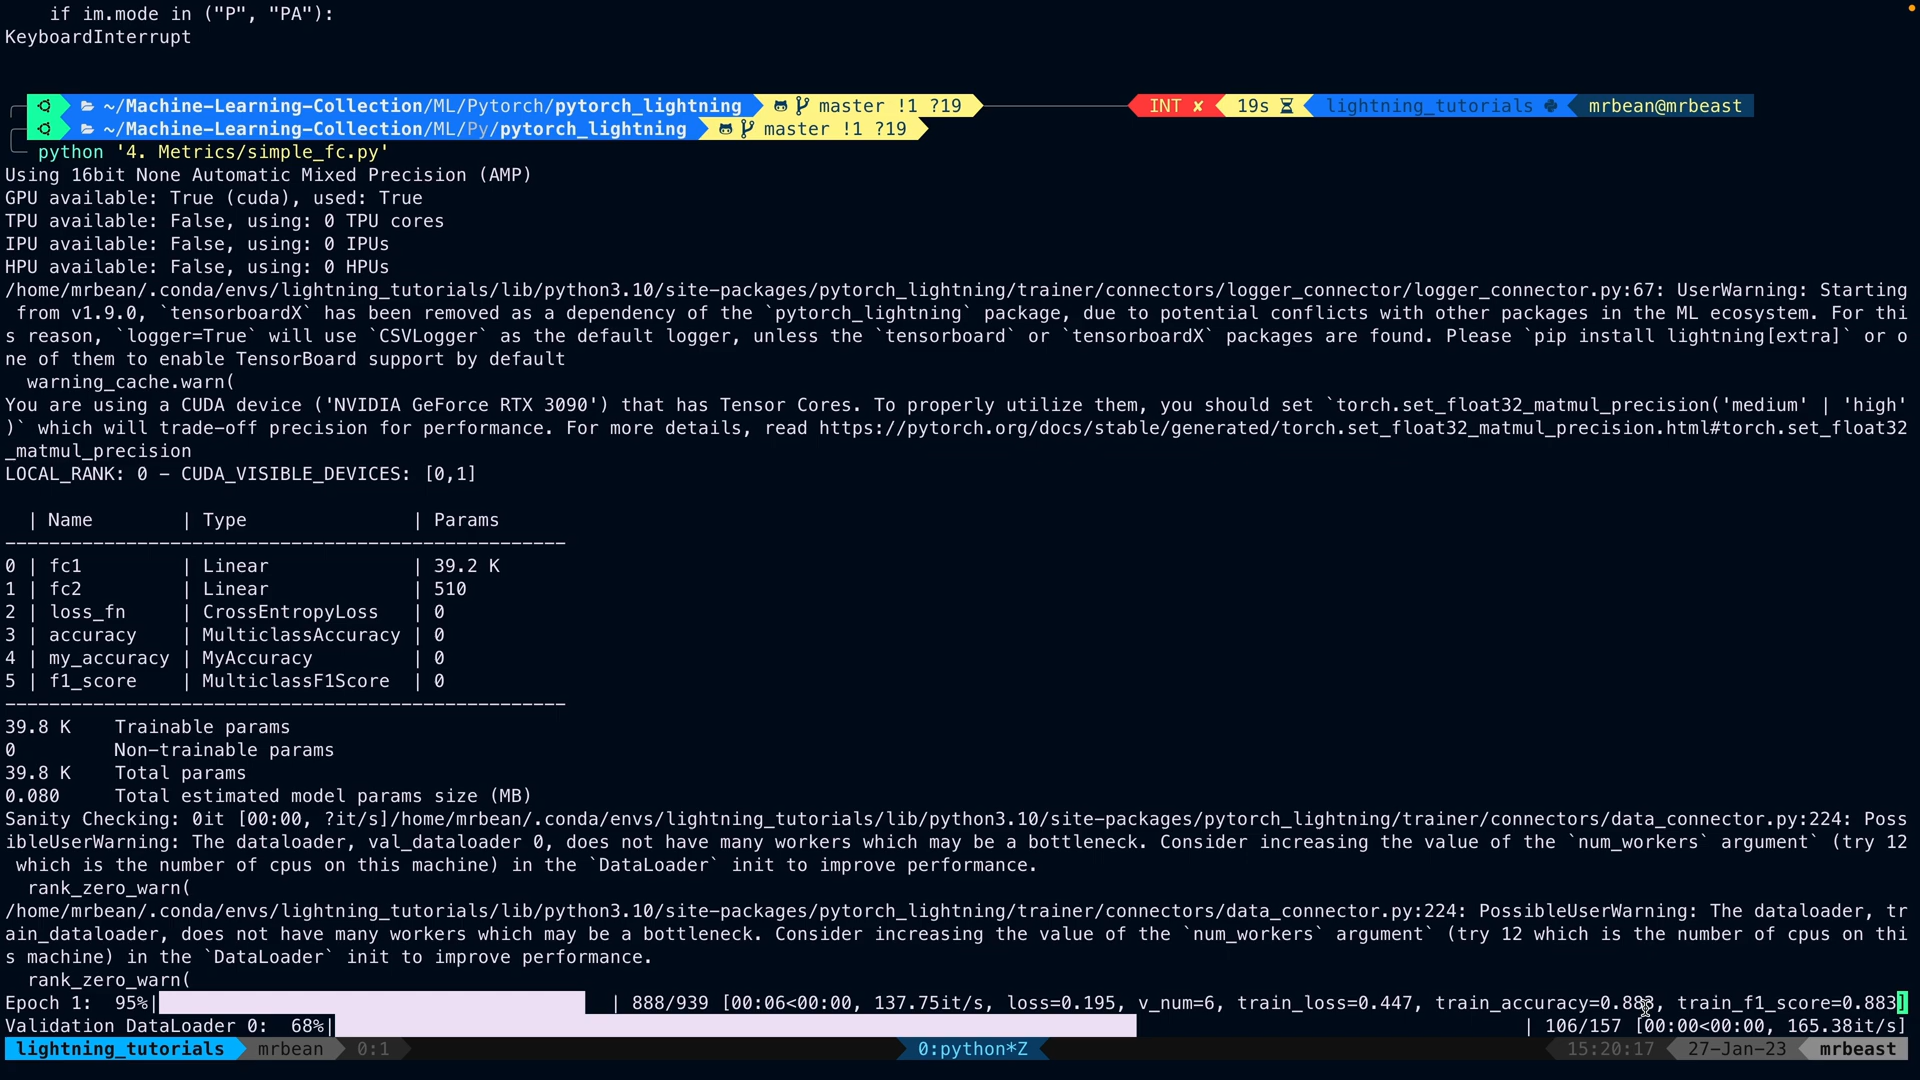 if im.mode in ("P", "PA"):
KeyboardInterrupt
~/Machine-Learning-Collection/ML/Pytorch/pytorch_lightning master !1 ?19 INT ✘ 19s lightning_tutorials mrbean@mrbeast
~/Machine-Learning-Collection/ML/Py/pytorch_lightning master !1 ?19
python '4. Metrics/simple_fc.py'
Using 16bit None Automatic Mixed Precision (AMP)
GPU available: True (cuda), used: True
TPU available: False, using: 0 TPU cores
IPU available: False, using: 0 IPUs
HPU available: False, using: 0 HPUs
/home/mrbean/.conda/envs/lightning_tutorials/lib/python3.10/site-packages/pytorch_lightning/trainer/connectors/logger_connector/logger_connector.py:67: UserWarning: Starting
 from v1.9.0, `tensorboardX` has been removed as a dependency of the `pytorch_lightning` package, due to potential conflicts with other packages in the ML ecosystem. For thi
s reason, `logger=True` will use `CSVLogger` as the default logger, unless the `tensorboard` or `tensorboardX` packages are found. Please `pip install lightning[extra]` or o
ne of them to enable TensorBoard support by default
  warning_cache.warn(
You are using a CUDA device ('NVIDIA GeForce RTX 3090') that has Tensor Cores. To properly utilize them, you should set `torch.set_float32_matmul_precision('medium' | 'high'
)` which will trade-off precision for performance. For more details, read https://pytorch.org/docs/stable/generated/torch.set_float32_matmul_precision.html#torch.set_float32
_matmul_precision
LOCAL_RANK: 0 - CUDA_VISIBLE_DEVICES: [0,1]
  | Name        | Type               | Params
---------------------------------------------------
0 | fc1         | Linear             | 39.2 K
1 | fc2         | Linear             | 510
2 | loss_fn     | CrossEntropyLoss   | 0
3 | accuracy    | MulticlassAccuracy | 0
4 | my_accuracy | MyAccuracy         | 0
5 | f1_score    | MulticlassF1Score  | 0
---------------------------------------------------
39.8 K    Trainable params
0         Non-trainable params
39.8 K    Total params
0.080     Total estimated model params size (MB)
Sanity Checking: 0it [00:00, ?it/s]/home/mrbean/.conda/envs/lightning_tutorials/lib/python3.10/site-packages/pytorch_lightning/trainer/connectors/data_connector.py:224: Poss
ibleUserWarning: The dataloader, val_dataloader 0, does not have many workers which may be a bottleneck. Consider increasing the value of the `num_workers` argument` (try 12
 which is the number of cpus on this machine) in the `DataLoader` init to improve performance.
  rank_zero_warn(
/home/mrbean/.conda/envs/lightning_tutorials/lib/python3.10/site-packages/pytorch_lightning/trainer/connectors/data_connector.py:224: PossibleUserWarning: The dataloader, tr
ain_dataloader, does not have many workers which may be a bottleneck. Consider increasing the value of the `num_workers` argument` (try 12 which is the number of cpus on thi
s machine) in the `DataLoader` init to improve performance.
  rank_zero_warn(
Epoch 1:  95%| | 888/939 [00:06<00:00, 137.75it/s, loss=0.195, v_num=6, train_loss=0.447, train_accuracy=0.883, train_f1_score=0.883]
Validation DataLoader 0:  68%| | 106/157 [00:00<00:00, 165.38it/s]
lightning_tutorials mrbean 0:1 0:python*Z 15:20:17 27-Jan-23 mrbeast